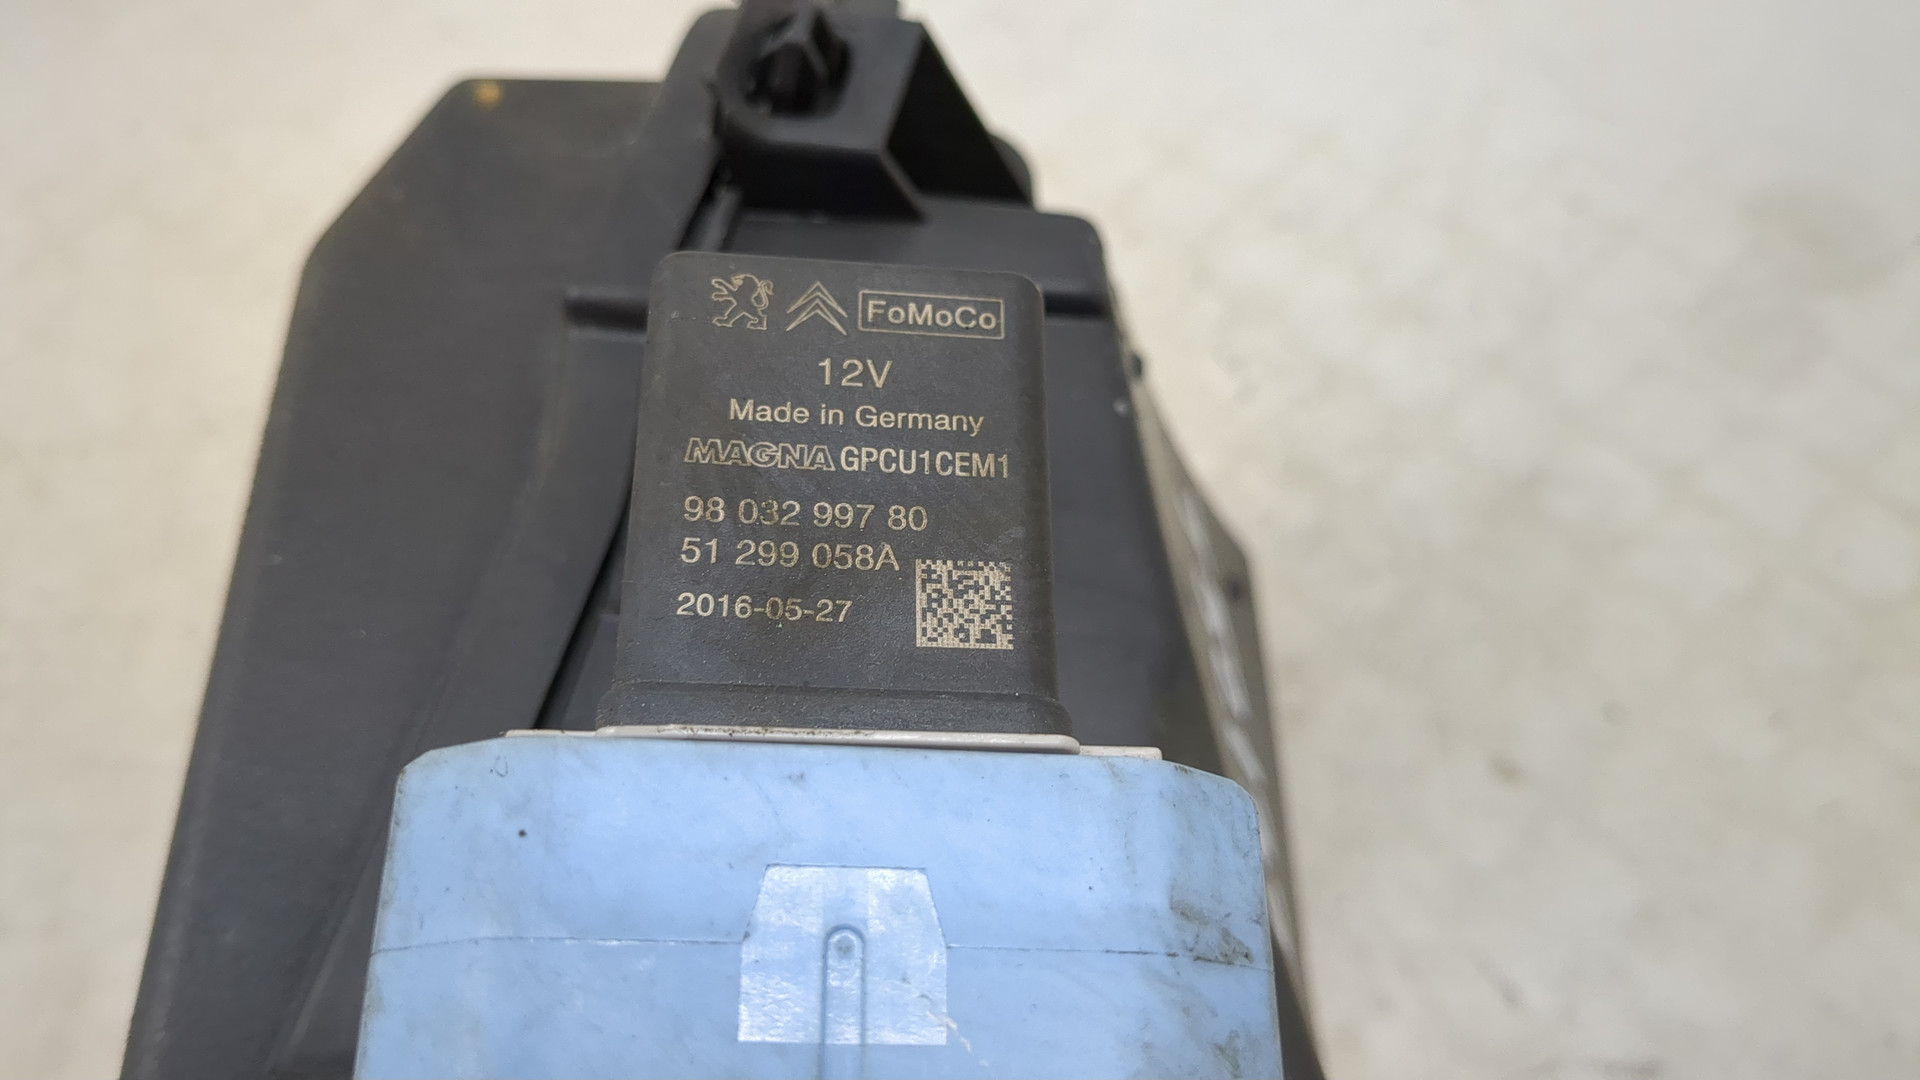 FoMoCo
12V
Made in Germany
MAGNA GPCU1CEM1
98 032 997 80
51 299 058A
2016-05-27